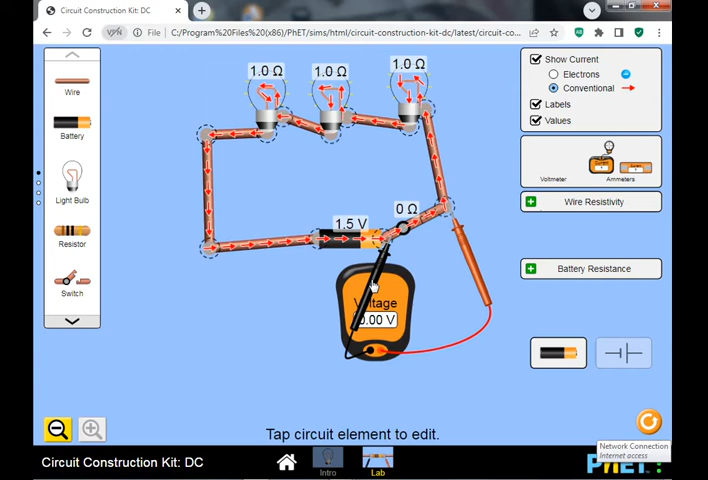 Circuit Construction Kit: DC
VPN
File
C:/Program%20Files%20(x86)/PhET/sims/html/circuit-construction-kit-dc/latest/circuit-co...
Wire
Battery
Light Bulb
Resistor
Switch
1.0 Ω
1.0 Ω
1.0 Ω
1.5 V
0 Ω
Voltage
0.00 V
Show Current
Electrons
Conventional
Labels
Values
Voltmeter
Ammeters
Wire Resistivity
Battery Resistance
Tap circuit element to edit.
Network Connection
Internet access
Circuit Construction Kit: DC
Intro
Lab
PhET